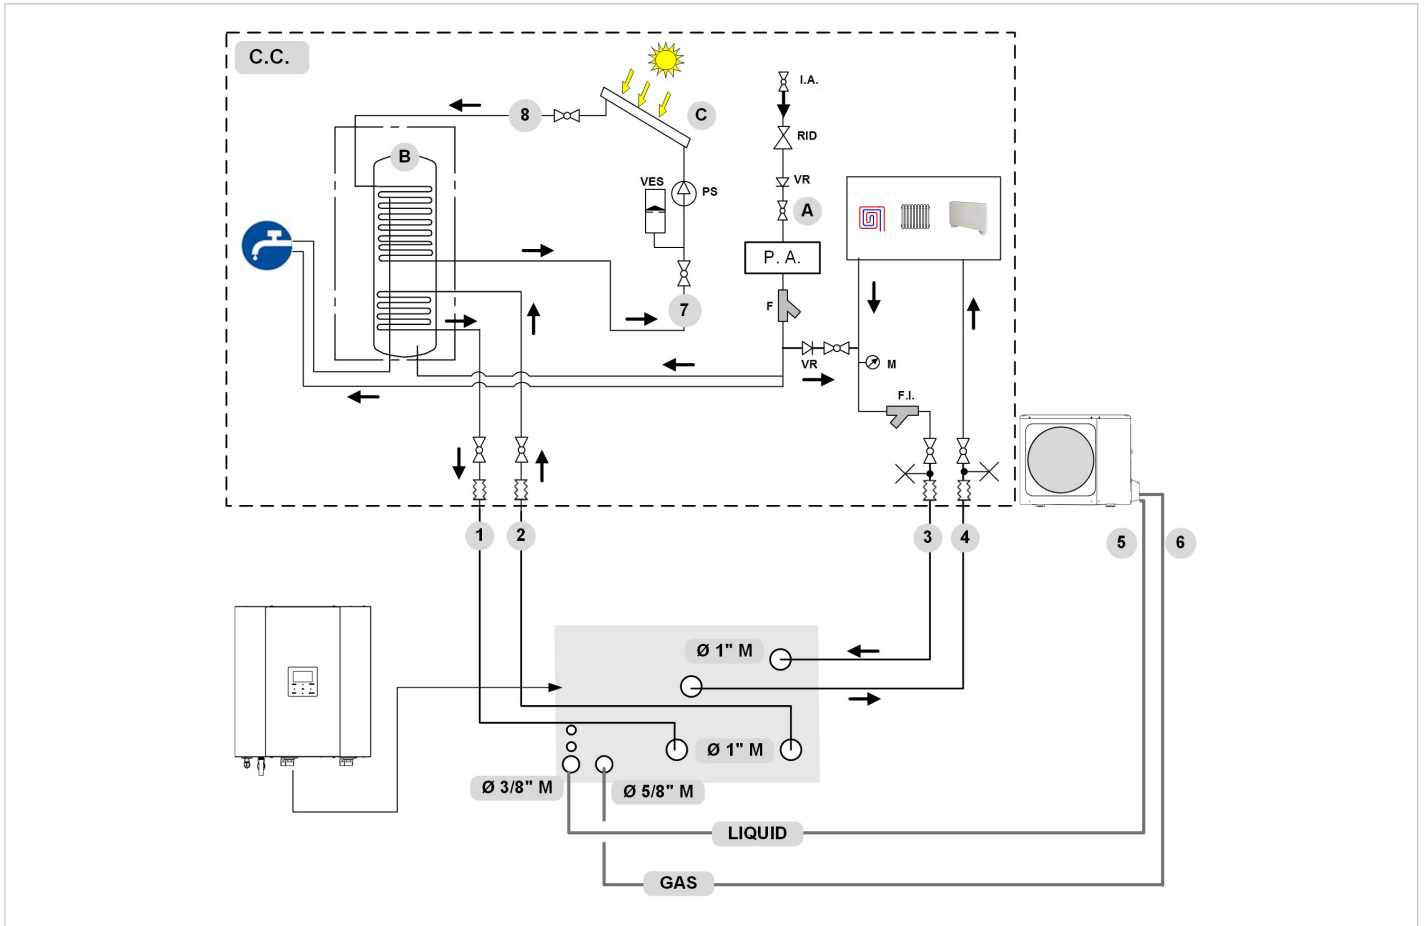 C.C.
I.A.
8
C
RID
B
VES
PS
VR
A
P. A.
7
F
VR
M
F.I.
1
2
3
4
5
6
Ø 1" M
Ø 1" M
Ø 3/8" M
Ø 5/8" M
LIQUID
GAS